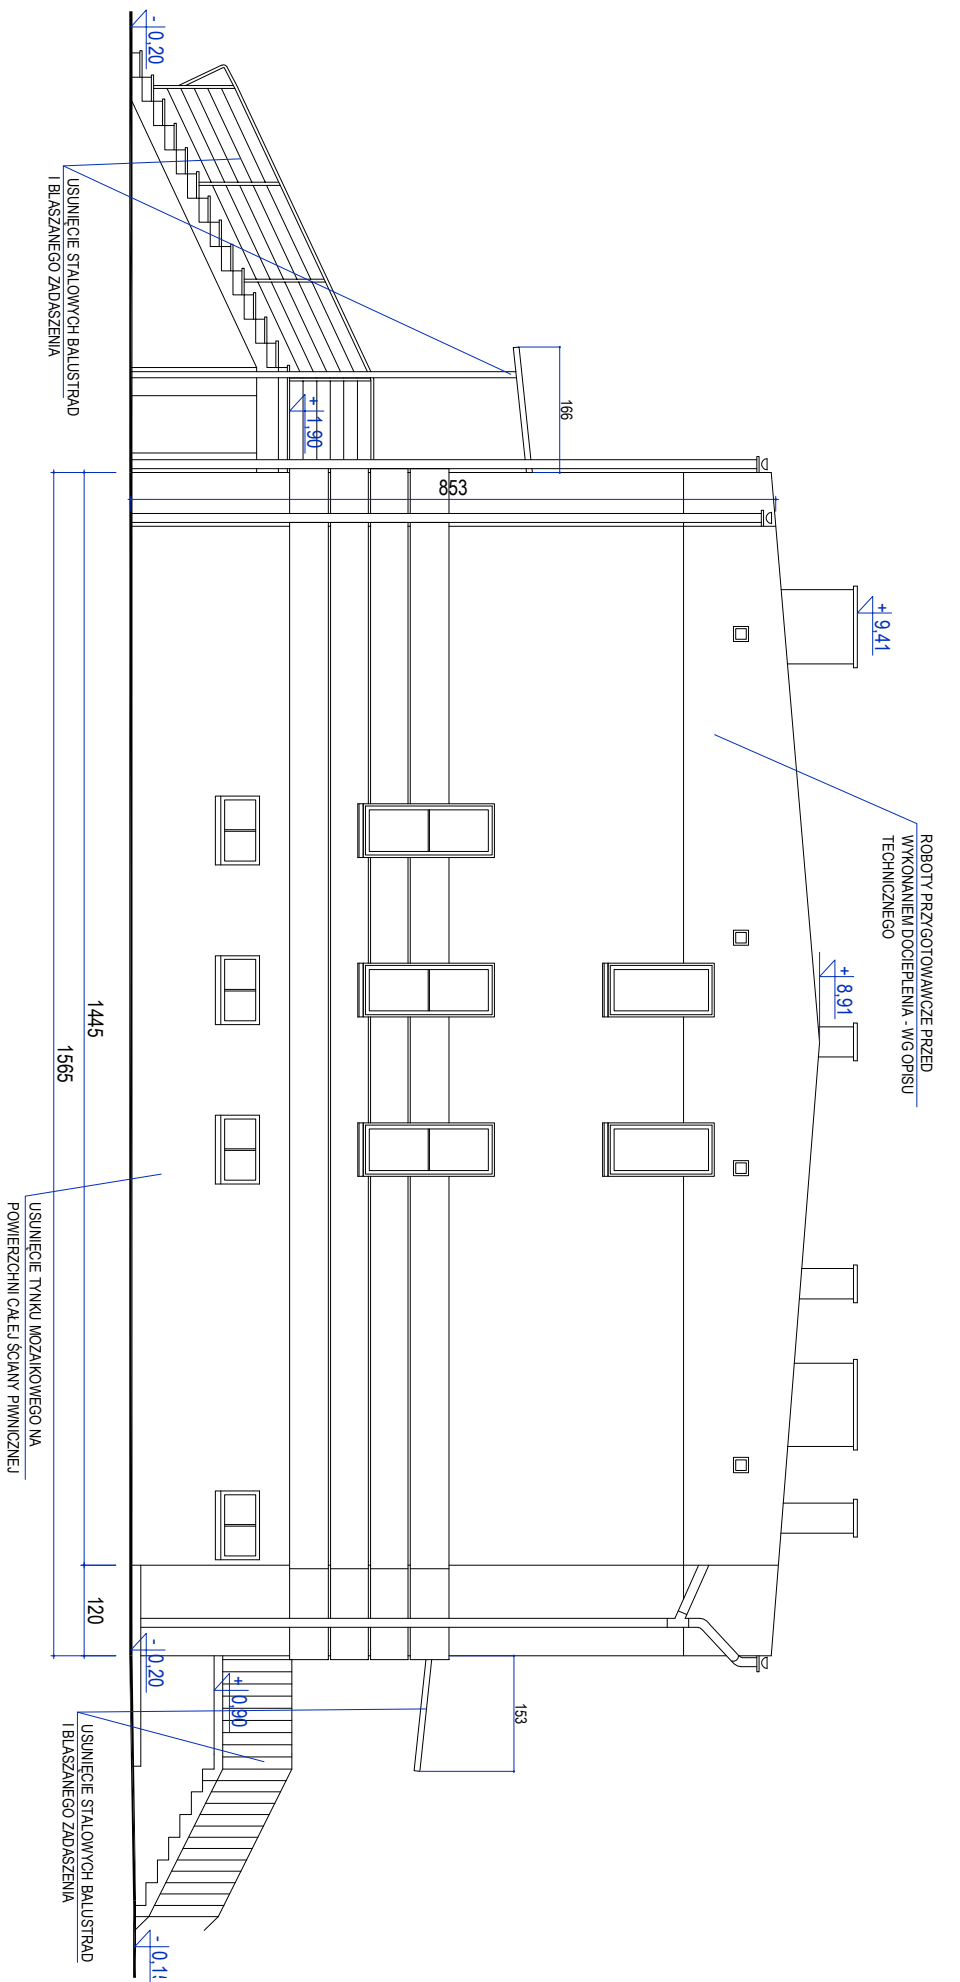 ROBOTY PRZYGOTOWAWCZE PRZED
WYKONANIEM DOCIEPLENIA - WG OPISU
TECHNICZNEGO
+ 9,41
+ 8,91
166
153
853
+ 1,90
+ 0,90
- 0,20
- 0,20
USUNIĘCIE STALOWYCH BALUSTRAD
I BLASZANEGO ZADASZENIA
1445
120
1565
USUNIĘCIE TYNKU MOZAIKOWEGO NA
POWIERZCHNI CAŁEJ ŚCIANY PIWNICZNEJ
USUNIĘCIE STALOWYCH BALUSTRAD
I BLASZANEGO ZADASZENIA